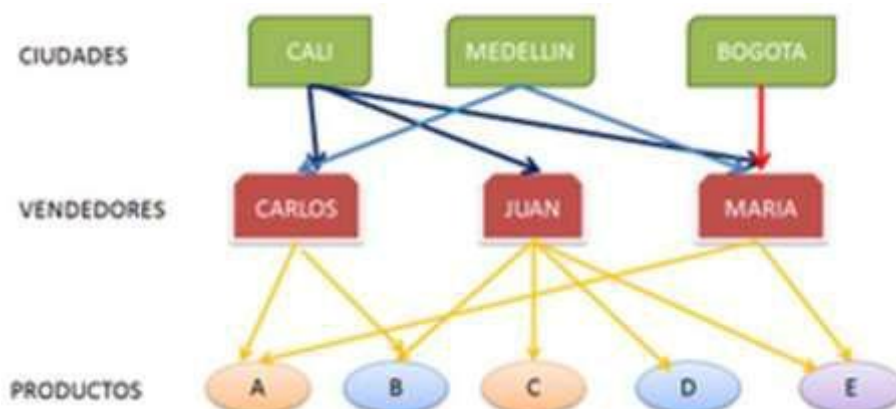 CIUDADES CALI MEDELLIN BOGOTA
VENDEDORES CARLOS JUAN MARIA
PRODUCTOS A B C D E